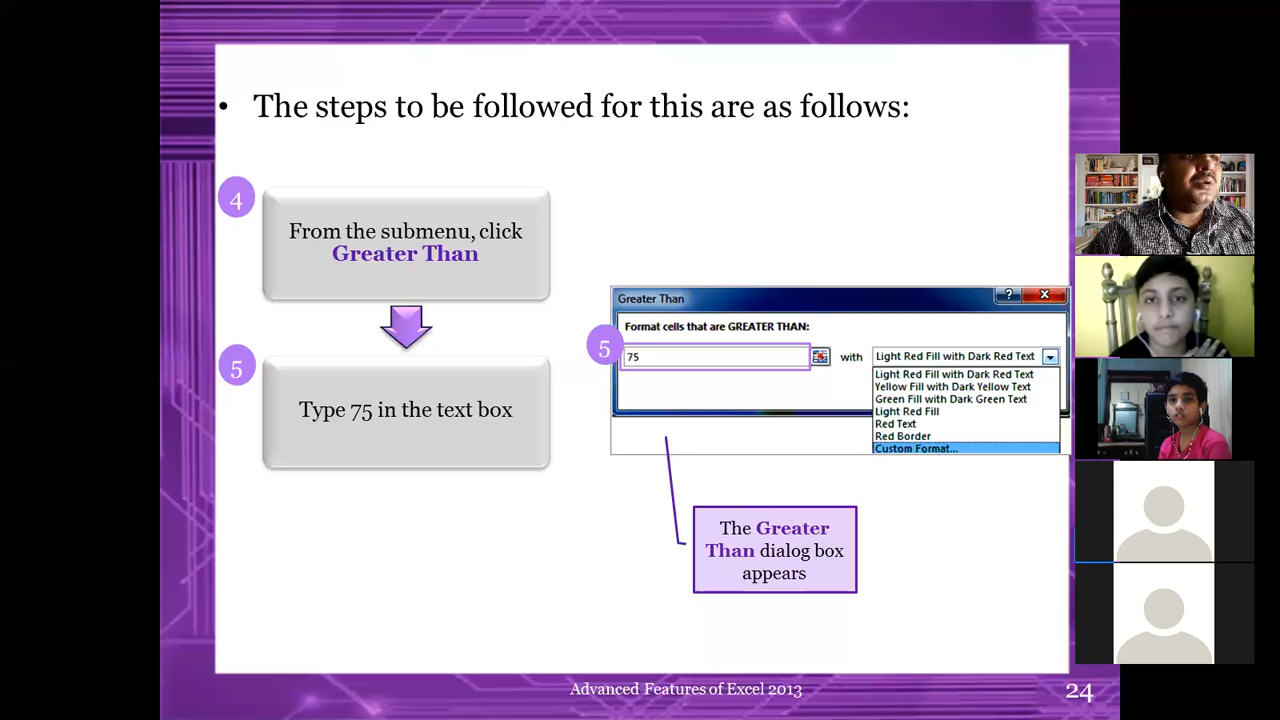 • The steps to be followed for this are as follows:
4
From the submenu, click
Greater Than
5
Type 75 in the text box
Greater Than
?
Format cells that are GREATER THAN:
5
75
with
Light Red Fill with Dark Red Text
Light Red Fill with Dark Red Text
Yellow Fill with Dark Yellow Text
Green Fill with Dark Green Text
Light Red Fill
Red Text
Red Border
Custom Format...
The Greater
Than dialog box
appears
Advanced Features of Excel 2013
24